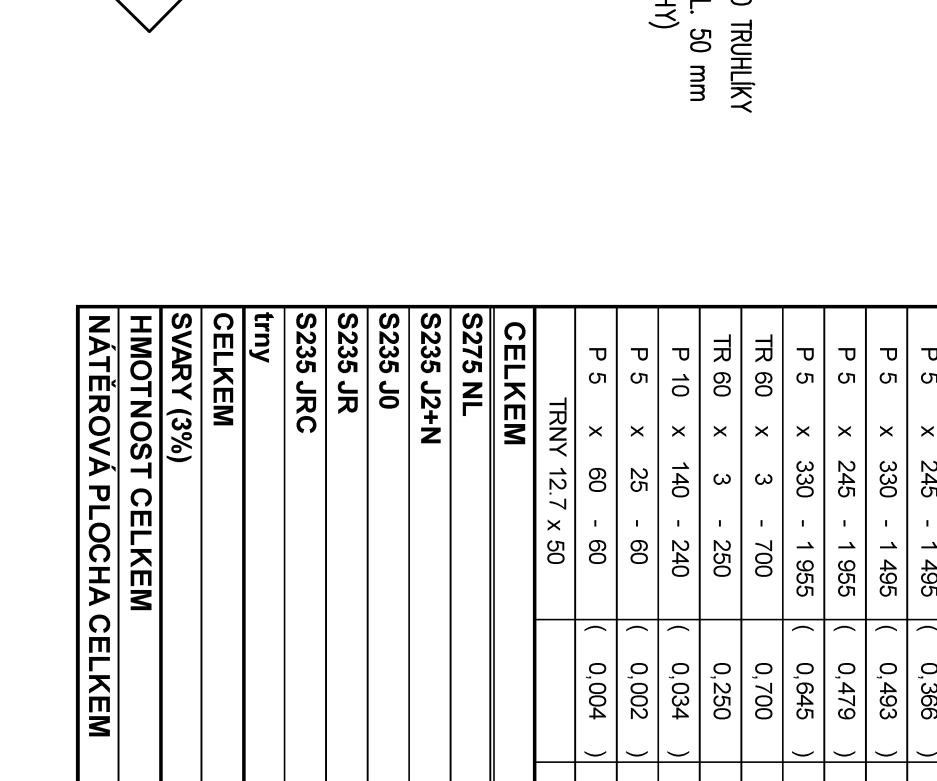 O TRUHLÍKY
L. 50 mm
HY)
P 5 x 245 - 1 495 ( 0,366 )
P 5 x 330 - 1 495 ( 0,493 )
P 5 x 245 - 1 955 ( 0,479 )
P 5 x 330 - 1 955 ( 0,645 )
TR 60 x 3 - 700 0,700
TR 60 x 3 - 250 0,250
P 10 x 140 - 240 ( 0,034 )
P 5 x 25 - 60 ( 0,002 )
P 5 x 60 - 60 ( 0,004 )
TRNY 12.7 x 50
CELKEM
S275 NL
S235 J2+N
S235 J0
S235 JR
S235 JRC
trny
CELKEM
SVARY (3%)
HMOTNOST CELKEM
NÁTĚROVÁ PLOCHA CELKEM